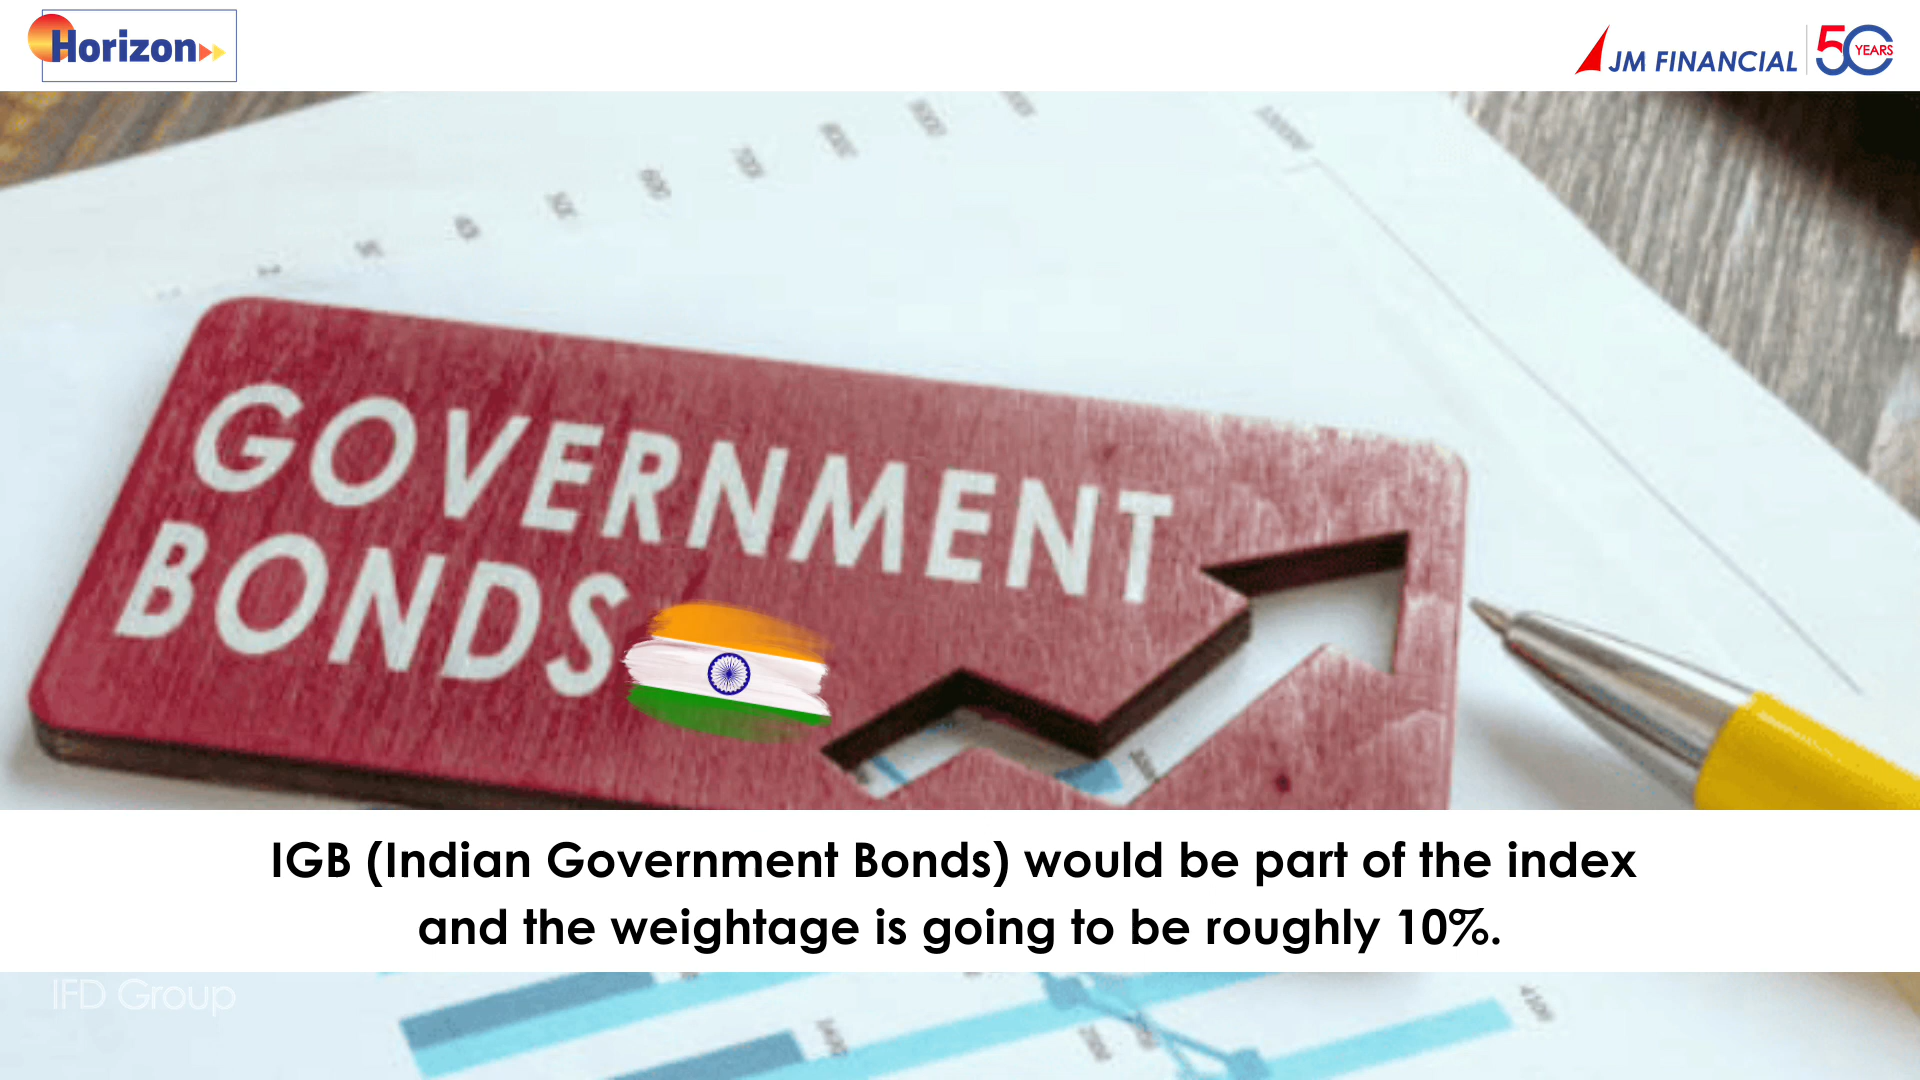 Horizon
JM FINANCIAL
50 YEARS
GOVERNMENT
BONDS
IGB (Indian Government Bonds) would be part of the index
and the weightage is going to be roughly 10%.
IFD Group